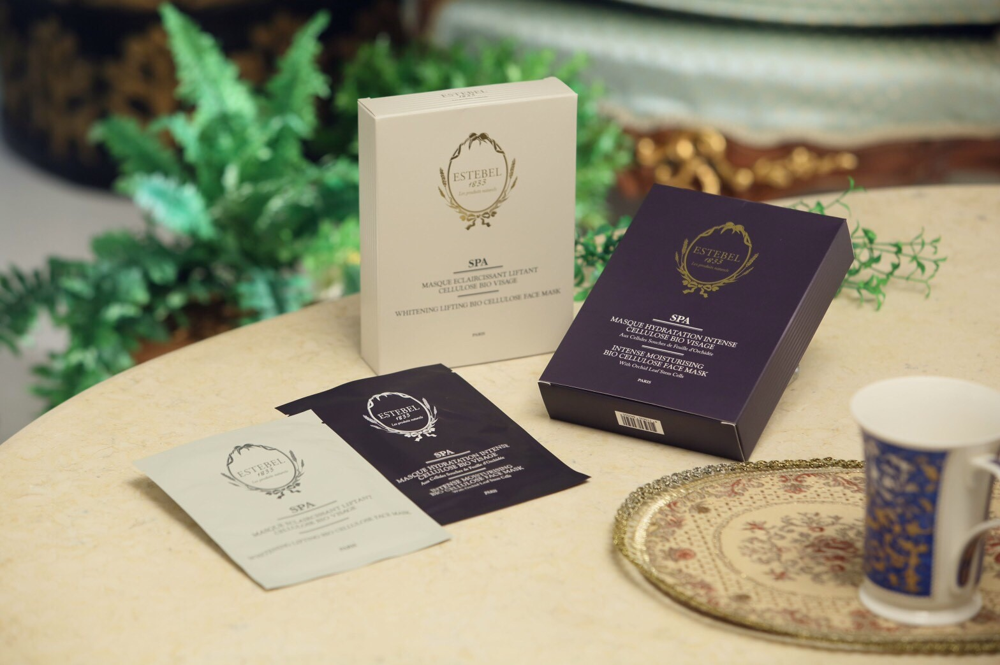 ESTEBEL
1833
ESTEBEL
1833
Les produits naturels
SPA
MASQUE ECLAIRCISSANT LIFTANT
CELLULOSE BIO VISAGE
WHITENING LIFTING BIO CELLULOSE FACE MASK
PARIS
ESTEBEL
1833
Les produits naturels
SPA
MASQUE HYDRATATION INTENSE
CELLULOSE BIO VISAGE
Aux Cellules Souches de Feuille d'Orchidée
INTENSE MOISTURISING
BIO CELLULOSE FACE MASK
With Orchid Leaf Stem Cells
PARIS
ESTEBEL
1833
Les produits naturels
SPA
MASQUE HYDRATATION INTENSE
CELLULOSE BIO VISAGE
Aux Cellules Souches de Feuille d'Orchidée
INTENSE MOISTURISING
BIO CELLULOSE FACE MASK
With Orchid Leaf Stem Cells
PARIS
ESTEBEL
1833
Les produits naturels
SPA
MASQUE ECLAIRCISSANT LIFTANT
CELLULOSE BIO VISAGE
WHITENING LIFTING BIO CELLULOSE FACE MASK
PARIS